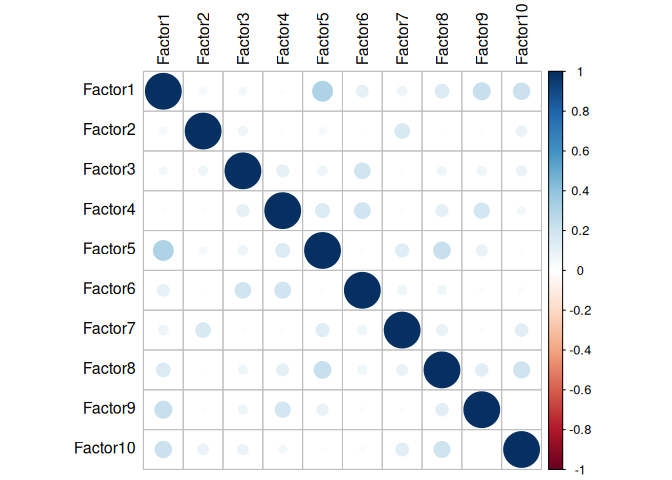 Factor1
Factor2
Factor3
Factor4
Factor5
Factor6
Factor7
Factor8
Factor9
Factor10
Factor1
Factor2
Factor3
Factor4
Factor5
Factor6
Factor7
Factor8
Factor9
Factor10
1
0.8
0.6
0.4
0.2
0
-0.2
-0.4
-0.6
-0.8
-1